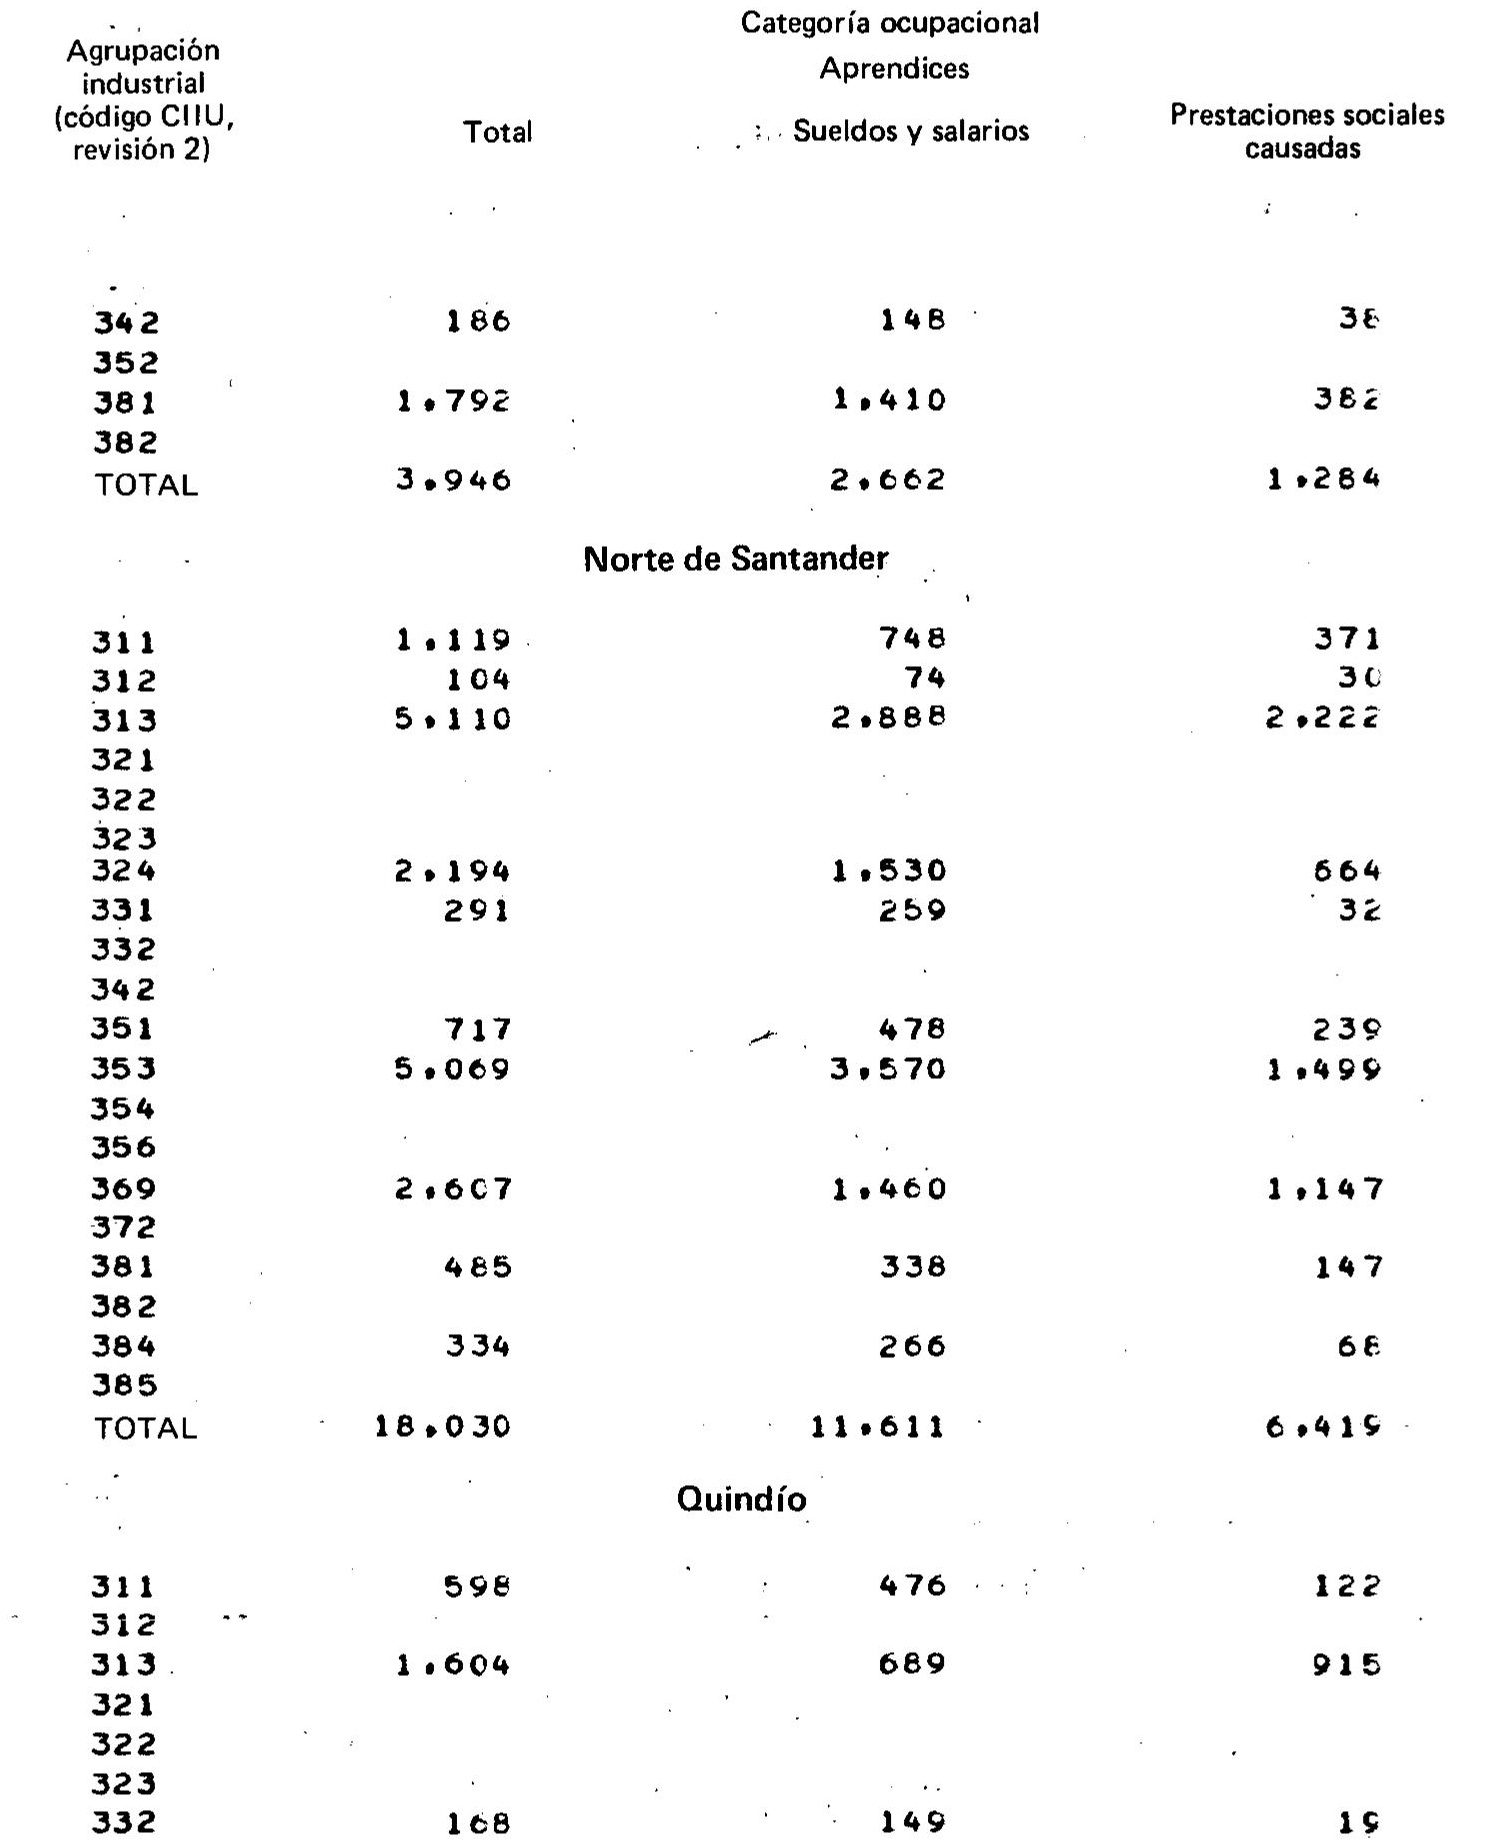 Categoría ocupacional
Agrupación
industrial
(código CIIU,
revisión 2)
Aprendices
Total
Sueldos y salarios
Prestaciones sociales
causadas
342 186 148 38
352
381 1.792 1.410 382
382
TOTAL 3.946 2.662 1.284
Norte de Santander
311 1.119 748 371
312 104 74 30
313 5.110 2.888 2.222
321
322
323
324 2.194 1.530 664
331 291 259 32
332
342
351 717 478 239
353 5.069 3.570 1.499
354
356
369 2.607 1.460 1.147
372
381 485 338 147
382
384 334 266 68
385
TOTAL 18.030 11.611 6.419
Quindío
311 598 476 122
312
313 1.604 689 915
321
322
323
332 168 149 19